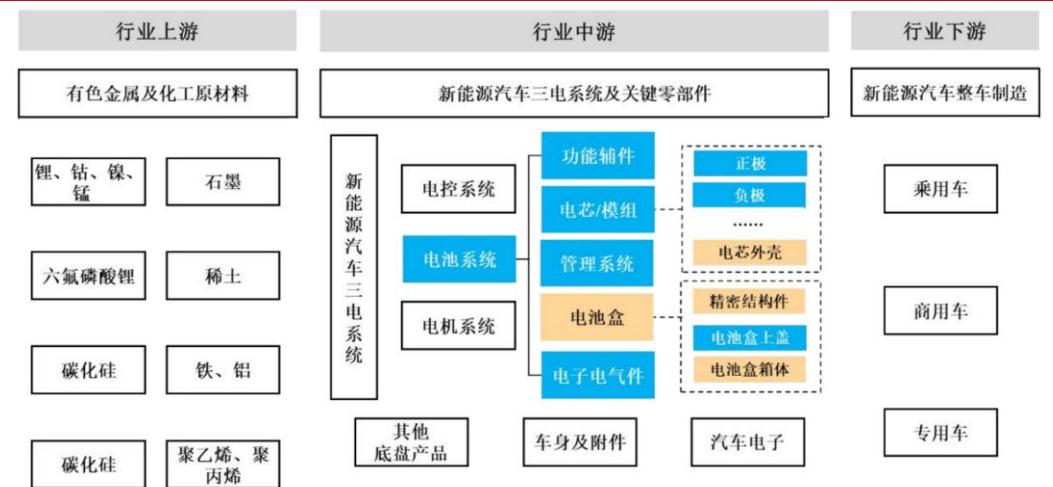 行业上游
行业中游
行业下游
有色金属及化工原材料
新能源汽车三电系统及关键零部件
新能源汽车整车制造
锂、钴、镍、
锰
石墨
六氟磷酸锂
稀土
碳化硅
铁、铝
碳化硅
聚乙烯、聚
丙烯
新能源汽车三电系统
电控系统
电池系统
电机系统
功能辅件
电芯/模组
管理系统
电池盒
电子电气件
正极
负极
······
电芯外壳
精密结构件
电池盒上盖
电池盒箱体
其他
底盘产品
车身及附件
汽车电子
乘用车
商用车
专用车